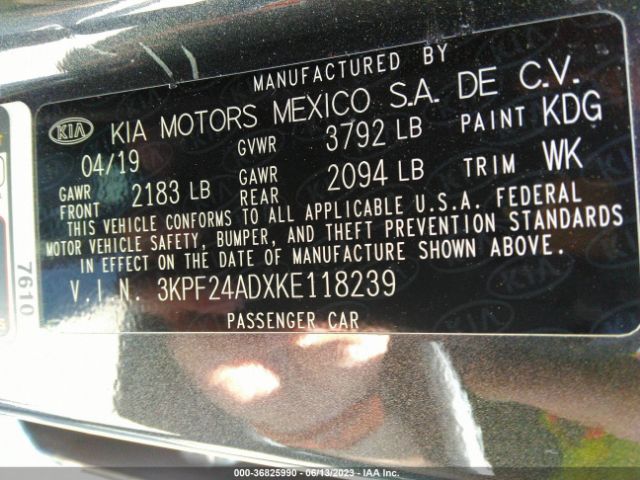 MANUFACTURED BY
KIA KIA MOTORS MEXICO S.A. DE C.V.
04/19 GVWR 3792 LB PAINT KDG
GAWR FRONT 2183 LB GAWR REAR 2094 LB TRIM WK
THIS VEHICLE CONFORMS TO ALL APPLICABLE U.S.A. FEDERAL
MOTOR VEHICLE SAFETY, BUMPER, AND THEFT PREVENTION STANDARDS
IN EFFECT ON THE DATE OF MANUFACTURE SHOWN ABOVE.
V.I.N. 3KPF24ADXKE118239
PASSENGER CAR
7610
000-36825990 - 06/13/2023 - IAA Inc.